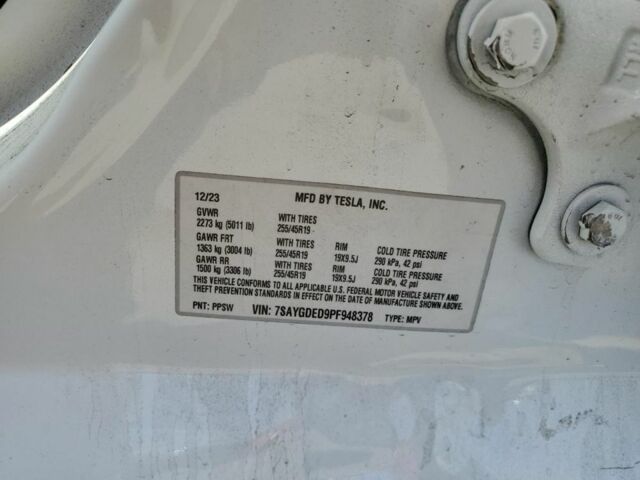 12/23 MFD BY TESLA, INC.
GVWR WITH TIRES
2273 kg (5011 lb) 255/45R19
GAWR FRT WITH TIRES RIM COLD TIRE PRESSURE
1363 kg (3004 lb) 255/45R19 19X9.5J 290 kPa, 42 psi
GAWR RR WITH TIRES RIM COLD TIRE PRESSURE
1500 kg (3306 lb) 255/45R19 19X9.5J 290 kPa, 42 psi
THIS VEHICLE CONFORMS TO ALL APPLICABLE U.S. FEDERAL MOTOR VEHICLE SAFETY AND
THEFT PREVENTION STANDARDS IN EFFECT ON THE DATE OF MANUFACTURE SHOWN ABOVE.
PNT: PPSW VIN: 7SAYGDED9PF948378 TYPE: MPV